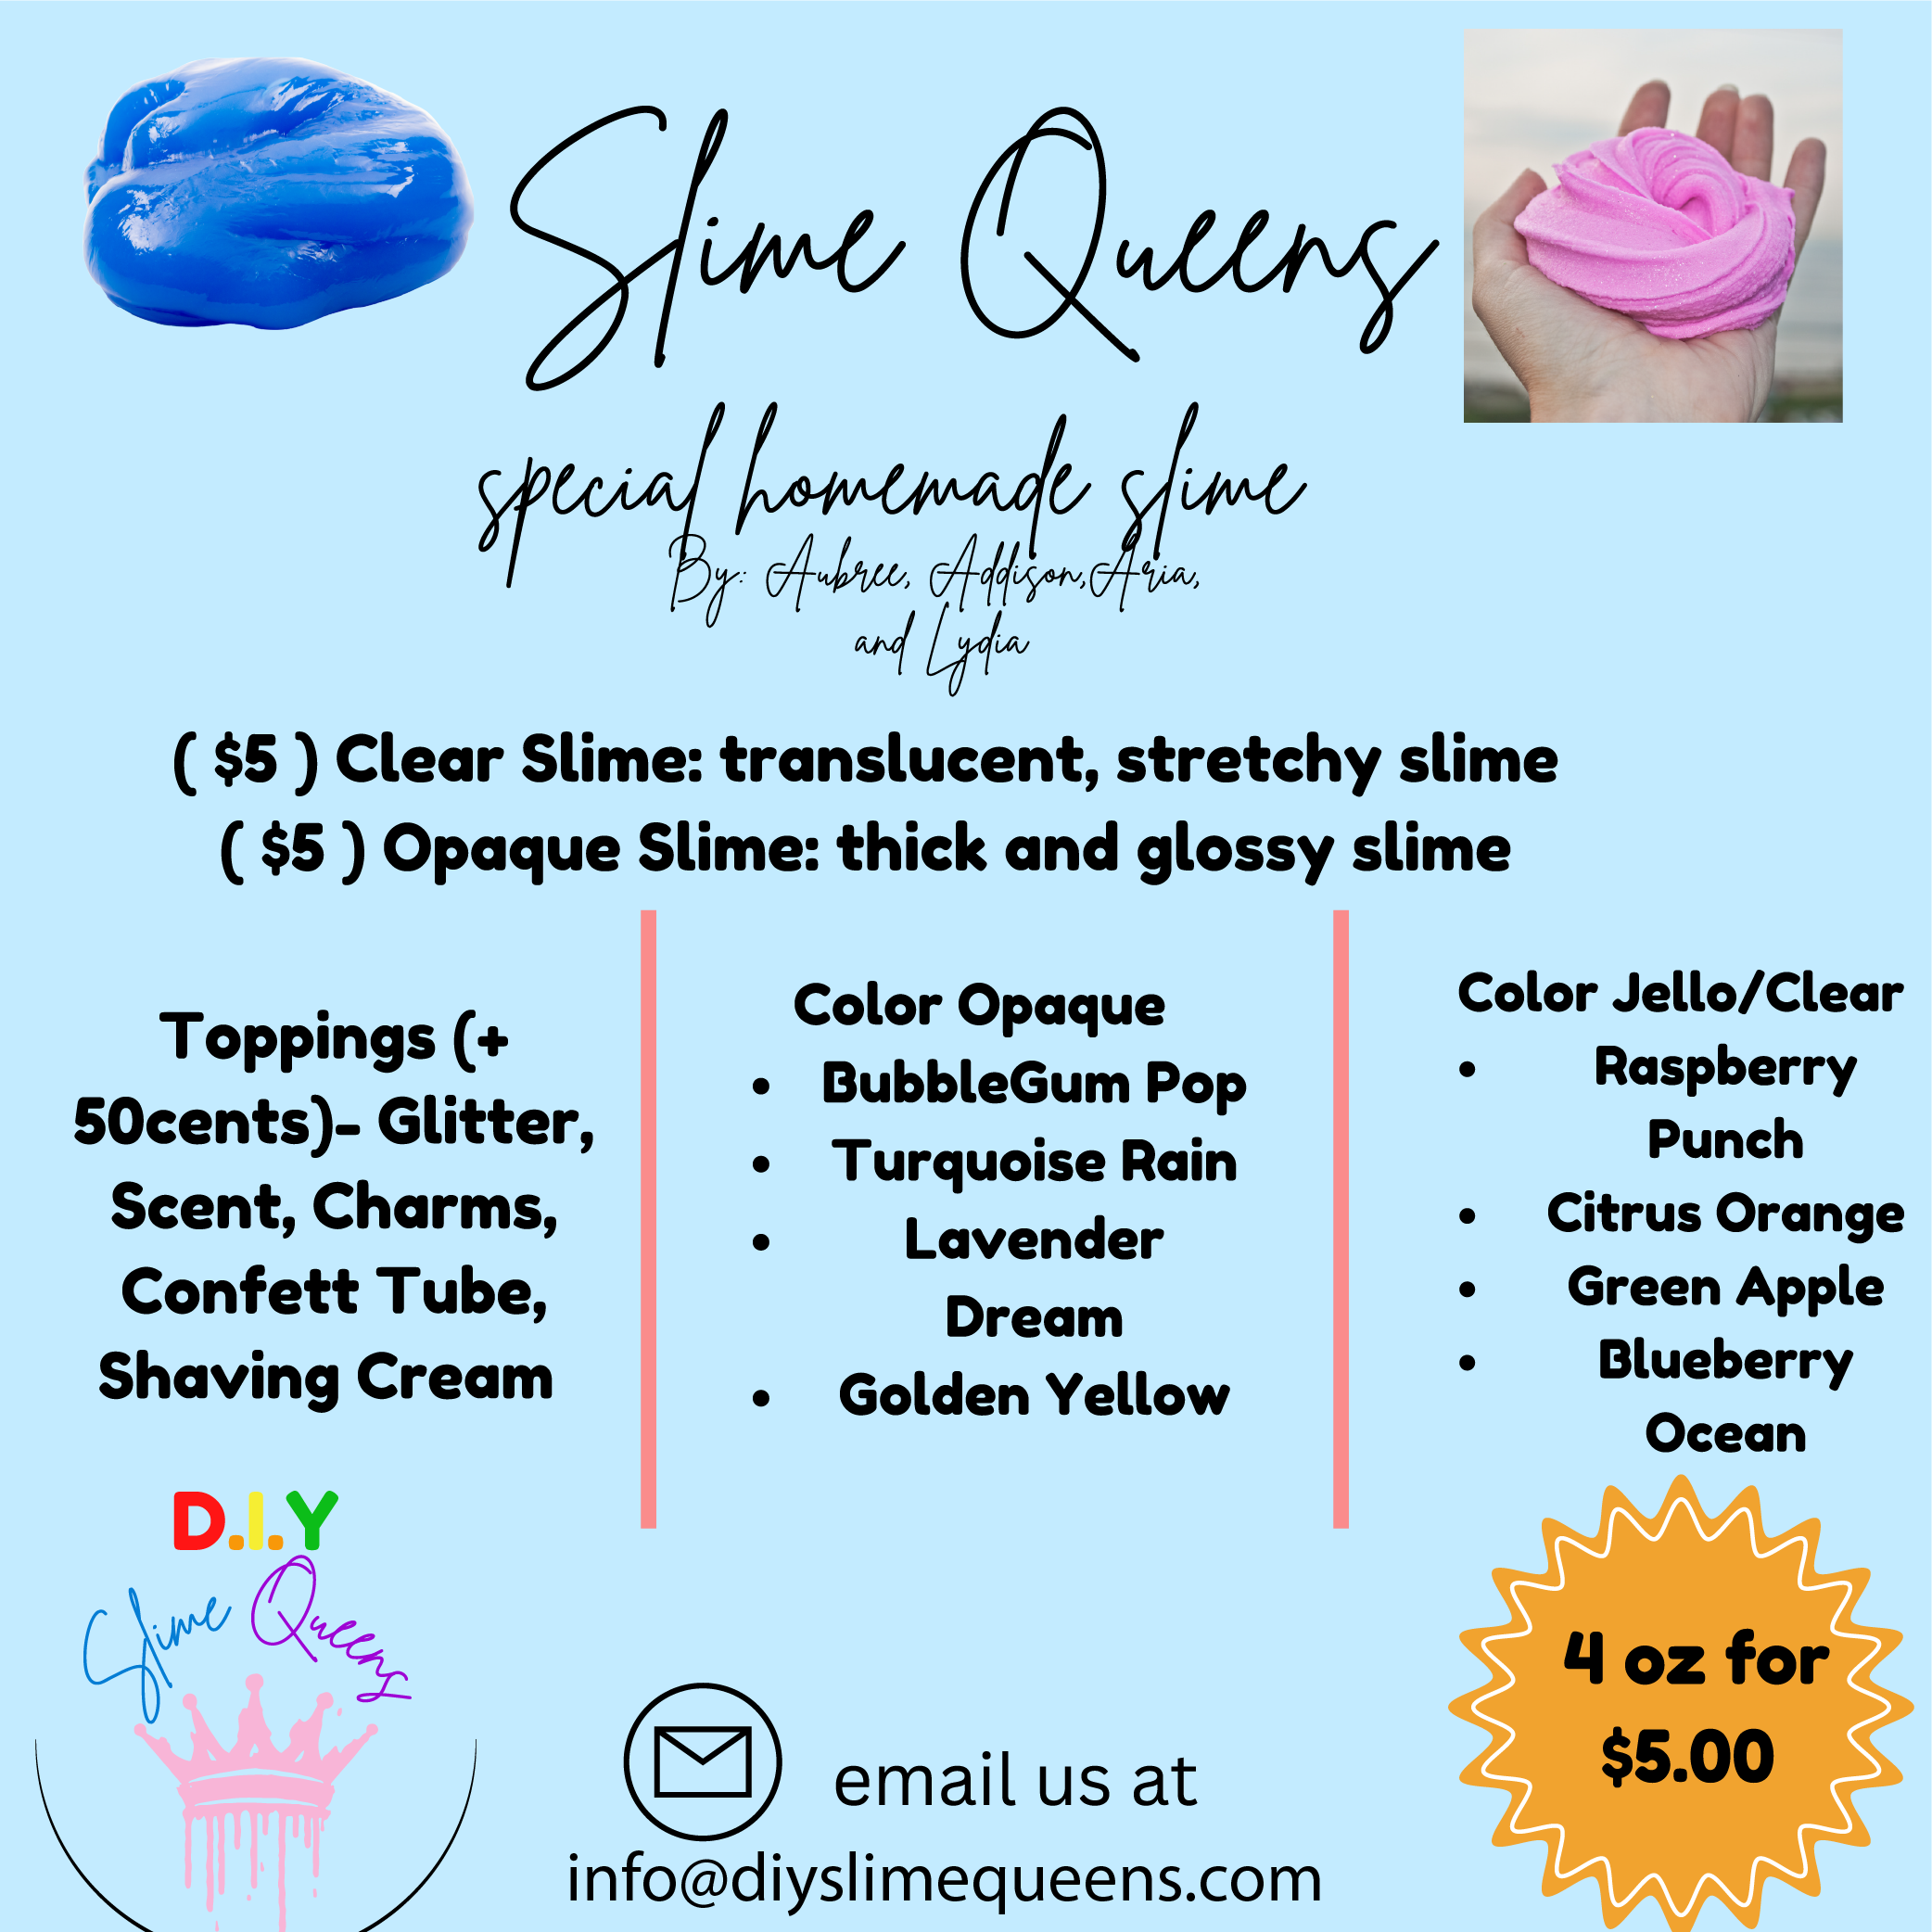 Slime Queens
special homemade slime
By: Aubree, Addison,Aria,
and Lydia
( $5 ) Clear Slime: translucent, stretchy slime
( $5 ) Opaque Slime: thick and glossy slime
Toppings (+
50cents)- Glitter,
Scent, Charms,
Confett Tube,
Shaving Cream
Color Opaque
• BubbleGum Pop
• Turquoise Rain
• Lavender
Dream
• Golden Yellow
Color Jello/Clear
• Raspberry
Punch
• Citrus Orange
• Green Apple
• Blueberry
Ocean
D.I.Y
Slime Queens
email us at
info@diyslimequeens.com
4 oz for
$5.00